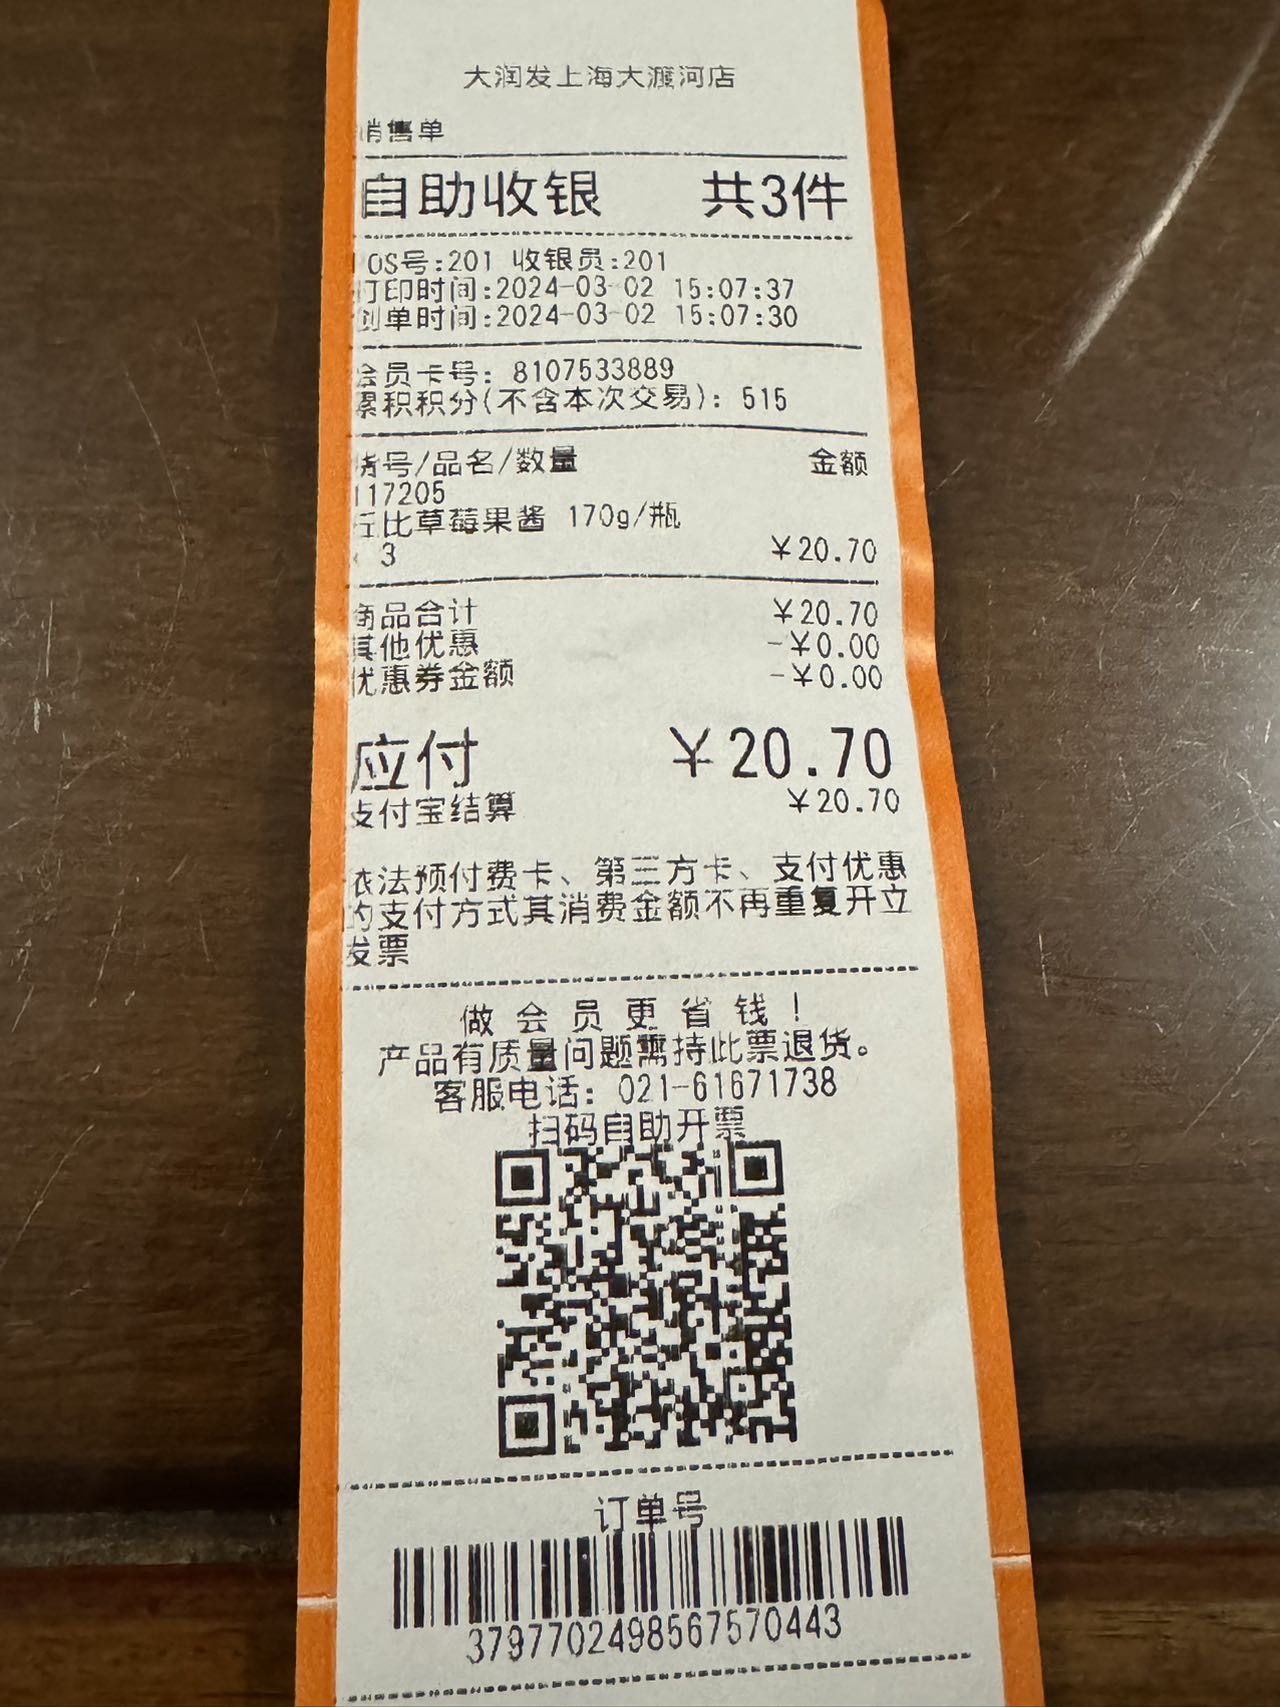 大润发上海大渡河店
销售单
自助收银 共3件
POS号:201 收银员:201
打印时间:2024-03-02 15:07:37
创单时间:2024-03-02 15:07:30
会员卡号: 8107533889
累积积分(不含本次交易): 515
货号/品名/数量 金额
117205
丘比草莓果酱 170g/瓶
3 ¥20.70
商品合计 ¥20.70
其他优惠 -¥0.00
优惠券金额 -¥0.00
应付 ¥20.70
支付宝结算 ¥20.70
依法预付费卡、第三方卡、支付优惠
的支付方式其消费金额不再重复开立
发票
做会员更省钱！
产品有质量问题需持此票退货。
客服电话: 021-61671738
扫码自助开票
订单号
3797702498567570443